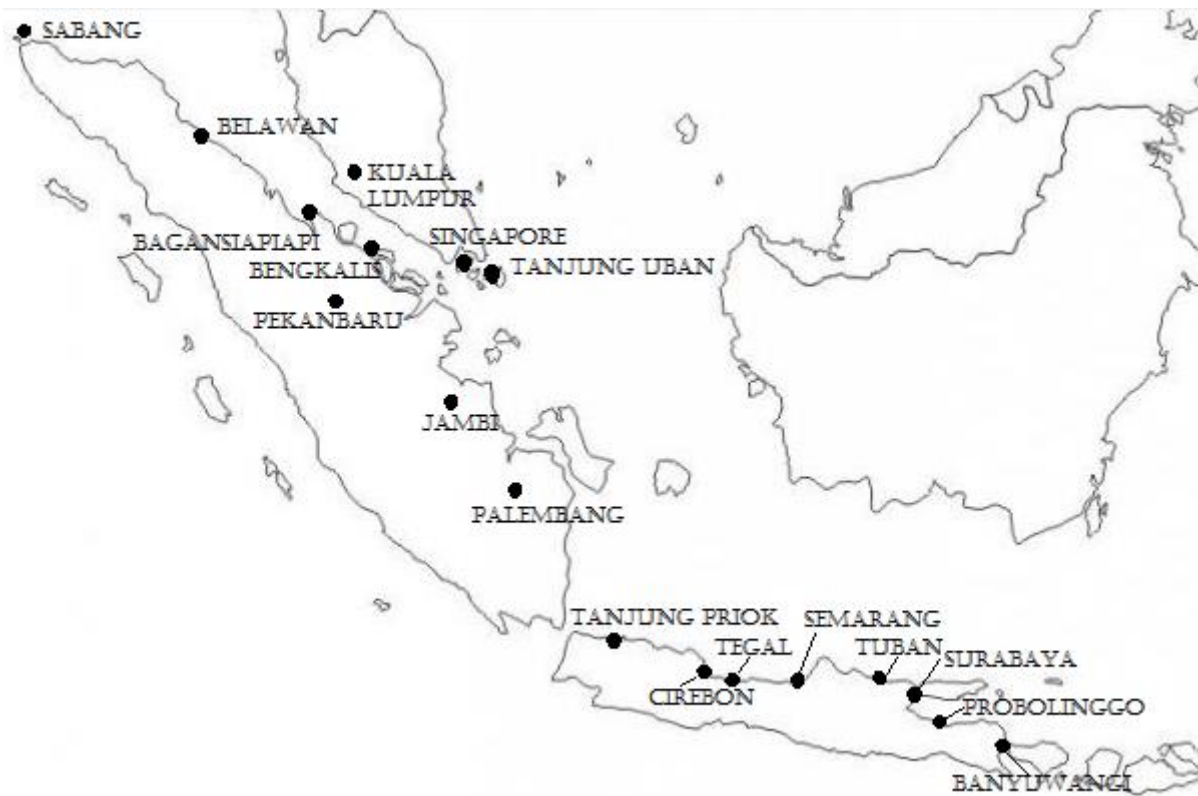 SABANG
BELAWAN
KUALA
LUMPUR
BAGANSIAPIAPI
SINGAPORE
BENGKALIS
TANJUNG UBAN
PEKANBARU
JAMBI
PALEMBANG
TANJUNG PRIOK
SEMARANG
TEGAL
TUBAN
SURABAYA
CIREBON
PROBOLINGGO
BANYUWANGI